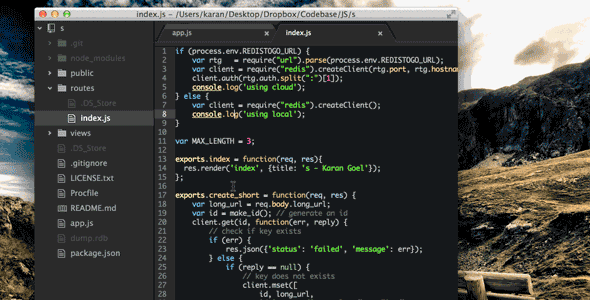 index.js - /Users/karan/Desktop/Dropbox/Codebase/JS/s
s
.git
node_modules
public
routes
.DS_Store
index.js
views
.DS_Store
.gitignore
LICENSE.txt
Procfile
README.md
app.js
dump.rdb
package.json
app.js × index.js ×
1 if (process.env.REDISTOGO_URL) {
2 var rtg = require("url").parse(process.env.REDISTOGO_URL);
3 var client = require("redis").createClient(rtg.port, rtg.hostna
4 client.auth(rtg.auth.split(":")[1]);
5 console.log('using cloud');
6 } else {
7 var client = require("redis").createClient();
8 console.log('using local');
9 }
10
11 var MAX_LENGTH = 3;
12
13 exports.index = function(req, res){
14 res.render('index', {title: 's - Karan Goel'});
15 };
16
17 exports.create_short = function(req, res) {
18 var long_url = req.body.long_url;
19 var id = make_id(); // generate an id
20 client.get(id, function(err, reply) {
21 // check if key exists
22 if (err) {
23 res.json({'status': 'failed', 'message': err});
24 } else {
25 if (reply == null) {
26 // key does not exists
27 client.mset([
28 id, long_url,